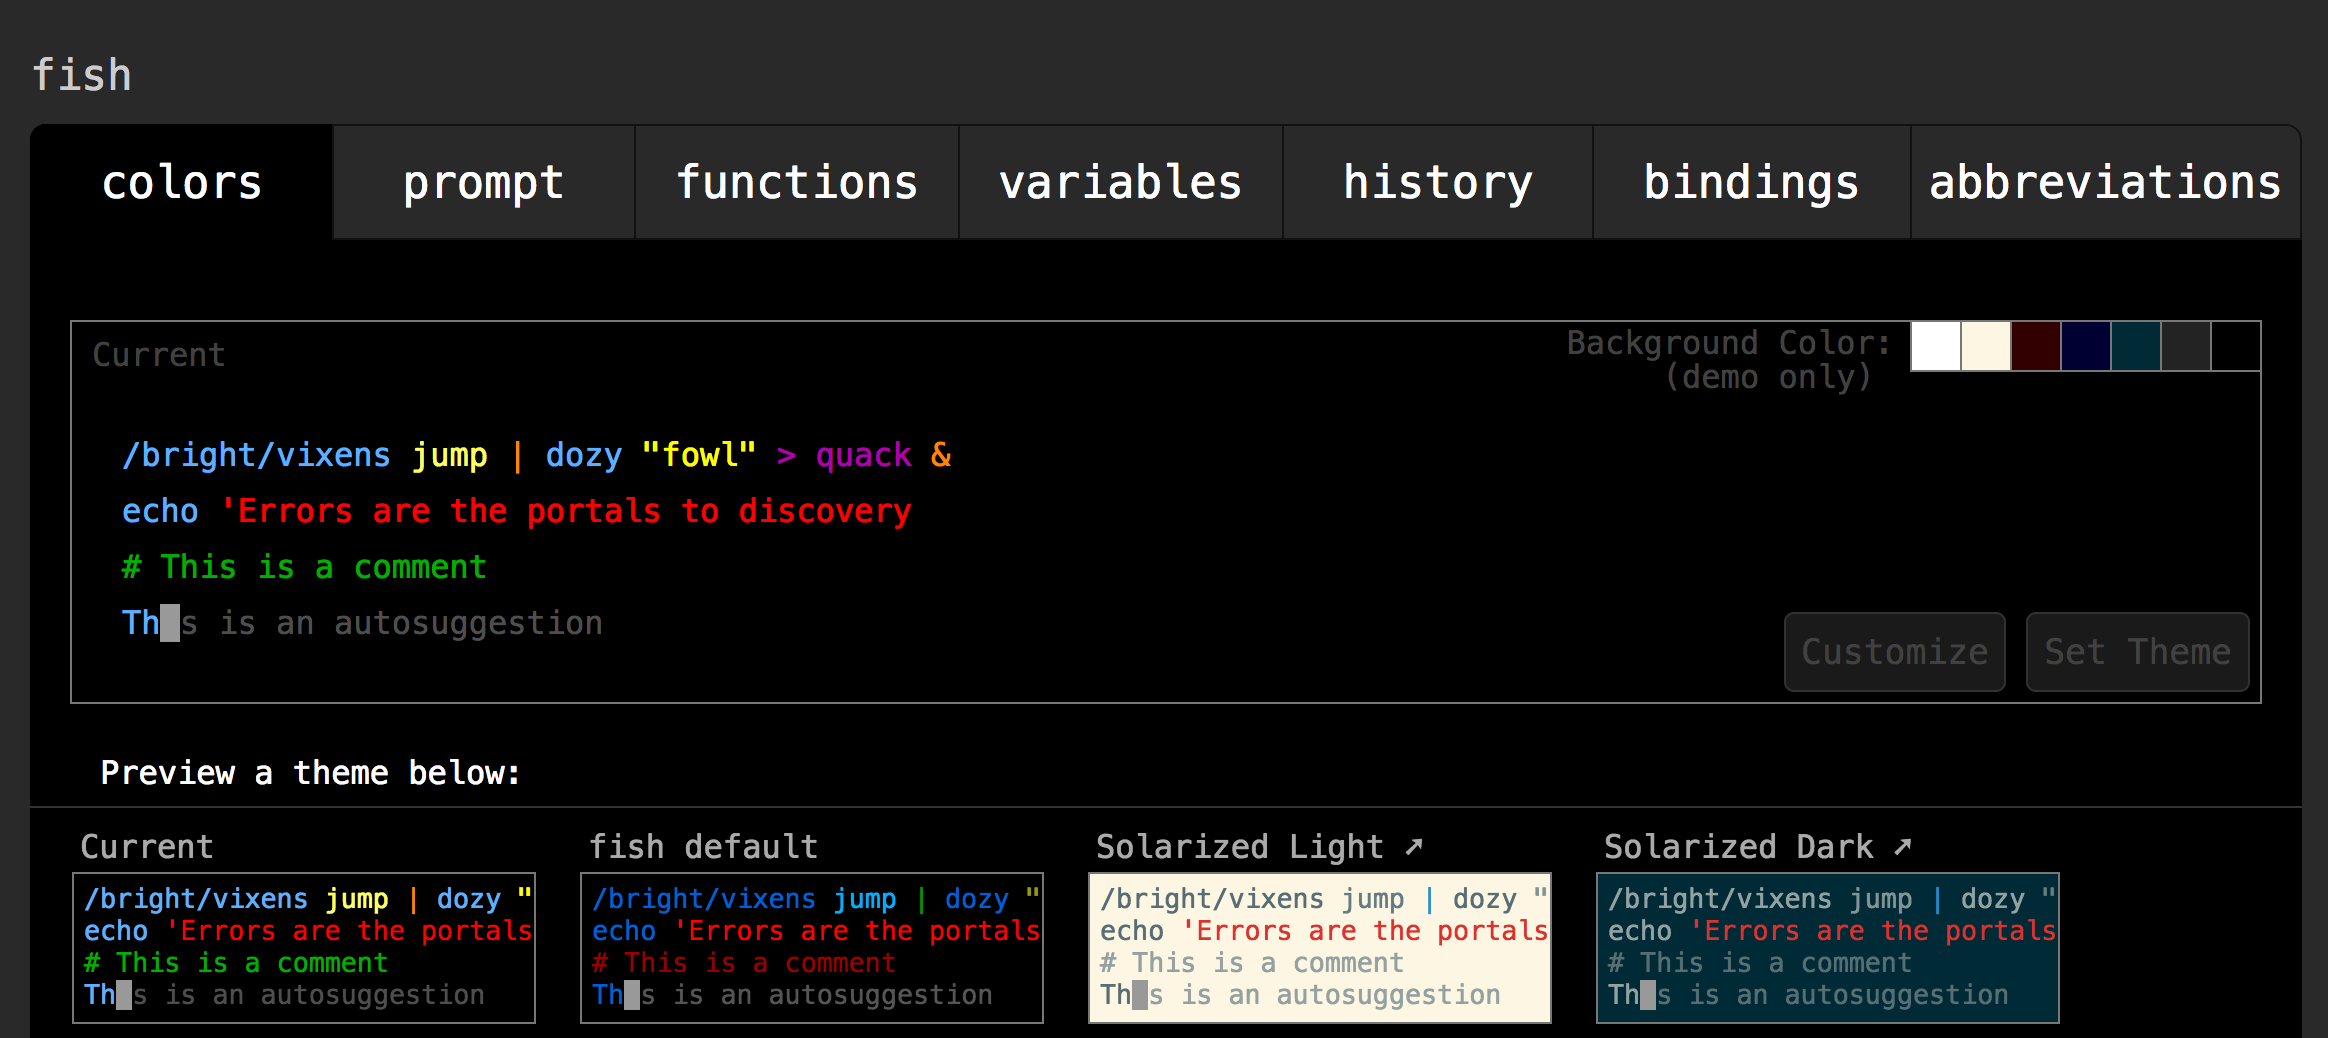 fish
colors prompt functions variables history bindings abbreviations
Current
Background Color:
(demo only)
/bright/vixens jump | dozy "fowl" > quack &
echo 'Errors are the portals to discovery
# This is a comment
Th s is an autosuggestion
Customize Set Theme
Preview a theme below:
Current
/bright/vixens jump | dozy "
echo 'Errors are the portals
# This is a comment
Th s is an autosuggestion
fish default
/bright/vixens jump | dozy "
echo 'Errors are the portals
# This is a comment
Th s is an autosuggestion
Solarized Light ↗
/bright/vixens jump | dozy "
echo 'Errors are the portals
# This is a comment
Th s is an autosuggestion
Solarized Dark ↗
/bright/vixens jump | dozy "
echo 'Errors are the portals
# This is a comment
Th s is an autosuggestion